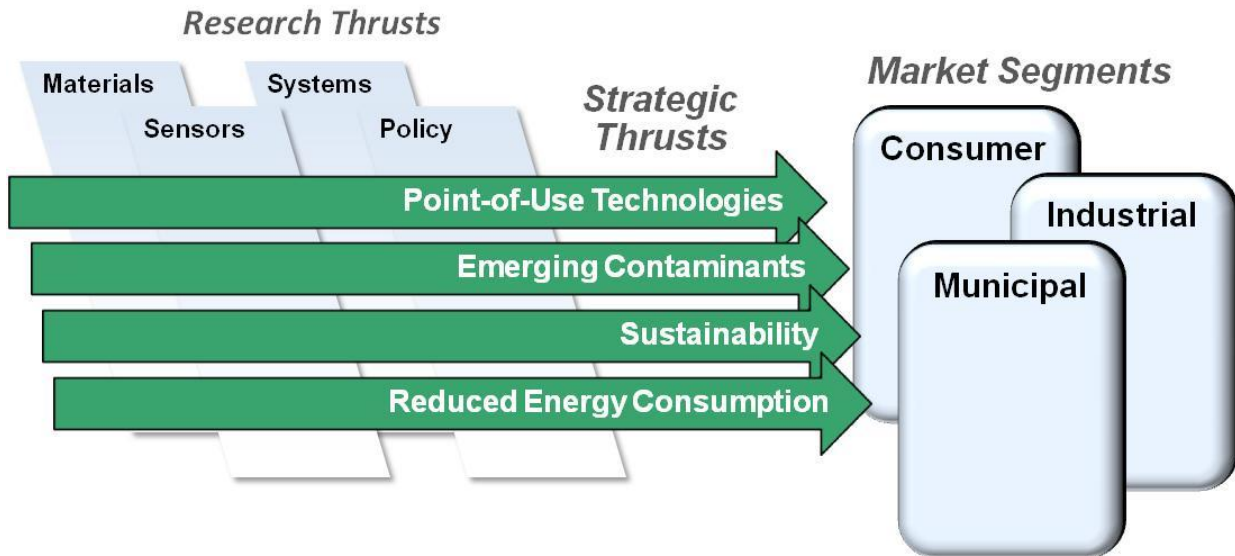 Research Thrusts
Materials
Systems
Sensors
Policy
Strategic
Thrusts
Market Segments
Consumer
Industrial
Municipal
Point-of-Use Technologies
Emerging Contaminants
Sustainability
Reduced Energy Consumption